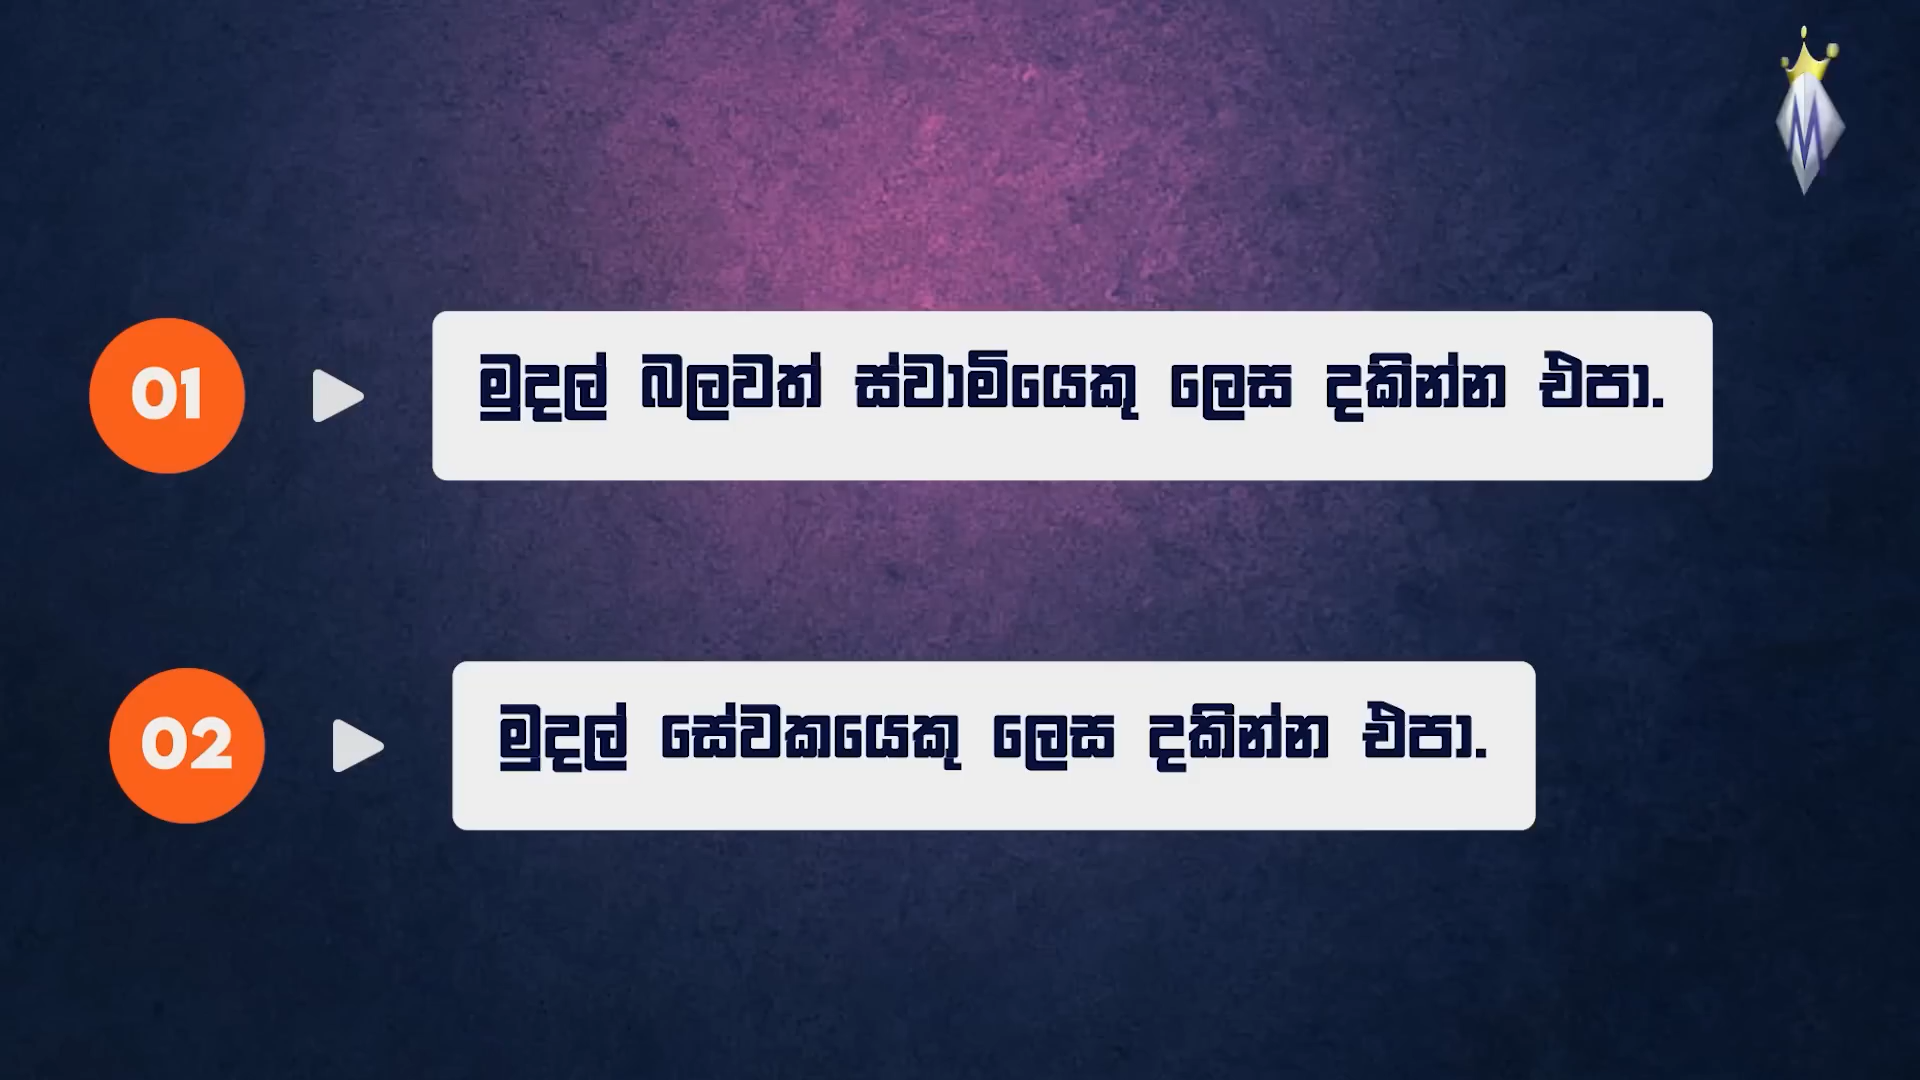 01
මුදල් බලවත් ස්වාමියෙකු ලෙස දකින්න එපා.
02
මුදල් සේවකයෙකු ලෙස දකින්න එපා.
M